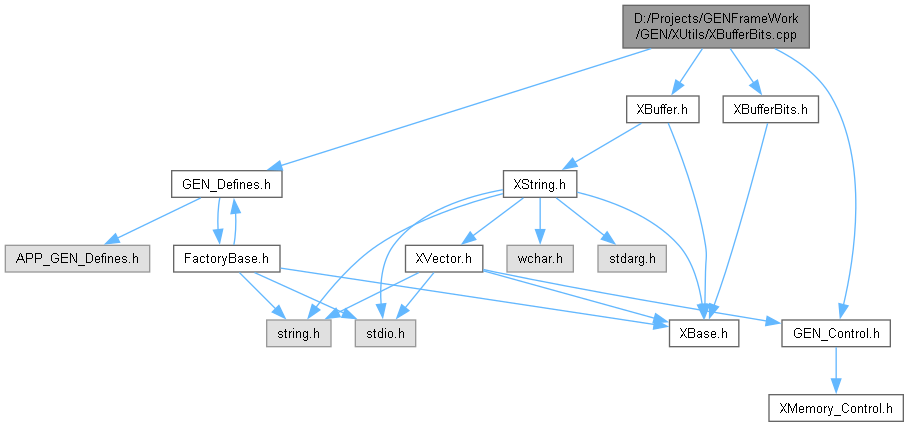 D:/Projects/GENFrameWork
/GEN/XUtils/XBufferBits.cpp
XBuffer.h
XBufferBits.h
GEN_Defines.h
XString.h
APP_GEN_Defines.h
FactoryBase.h
XVector.h
wchar.h
stdarg.h
string.h
stdio.h
XBase.h
GEN_Control.h
XMemory_Control.h